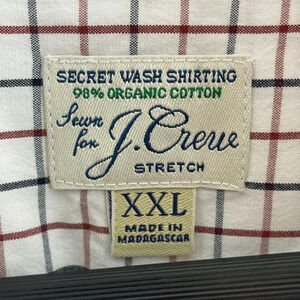 SECRET WASH SHIRTING
98% ORGANIC COTTON
Sewn for J.Crew
STRETCH
XXL
MADE IN
MADAGASCAR